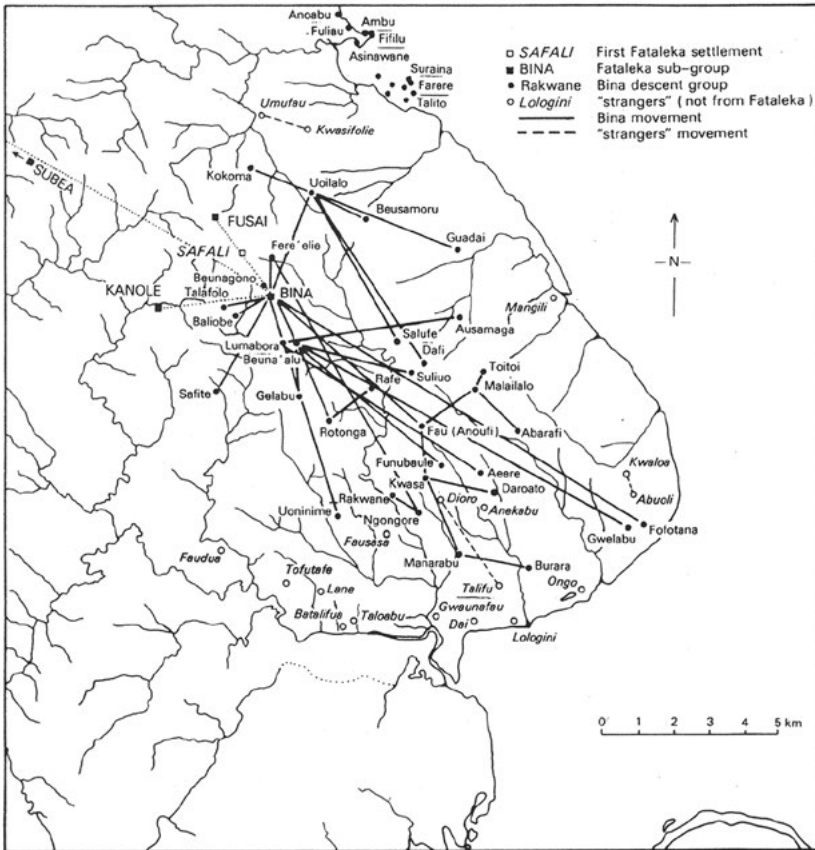 Anoabu
Ambu
Fuliau
Fifilu
Asinawane
Suraina
Farere
Talito
SAFALI First Fataleka settlement
BINA Fataleka sub-group
Rakwane Bina descent group
Lologini "strangers" (not from Fataleka)
Bina movement
"strangers" movement
Umufau
Kwasifolie
SUBEA
Kokoma
Uoilalo
Beusamoru
FUSAI
Guadai
N
SAFALI
Fere'elie
Beunagono
KANOLE
Talafolo
BINA
Baliobe
Mangili
Ausamaga
Salufe
Lumabora
Dafi
Beuna'alu
Toitoi
Rafe
Suliuo
Malailalo
Safite
Gelabu
Rotonga
Fau (Anoufi)
Abarafi
Funubaule
Aeere
Kwaloa
Kwasa
Daroato
Rakwane
Dioro
Abuoli
Anekabu
Uoninime
Ngongore
Fausasa
Gwelabu
Fofotana
Faudua
Manarabu
Burara
Tofutafe
Talifu
Ongo
Lane
Gwaunafau
Batalifua
Taloabu
Dai
Lologini
0 1 2 3 4 5 km